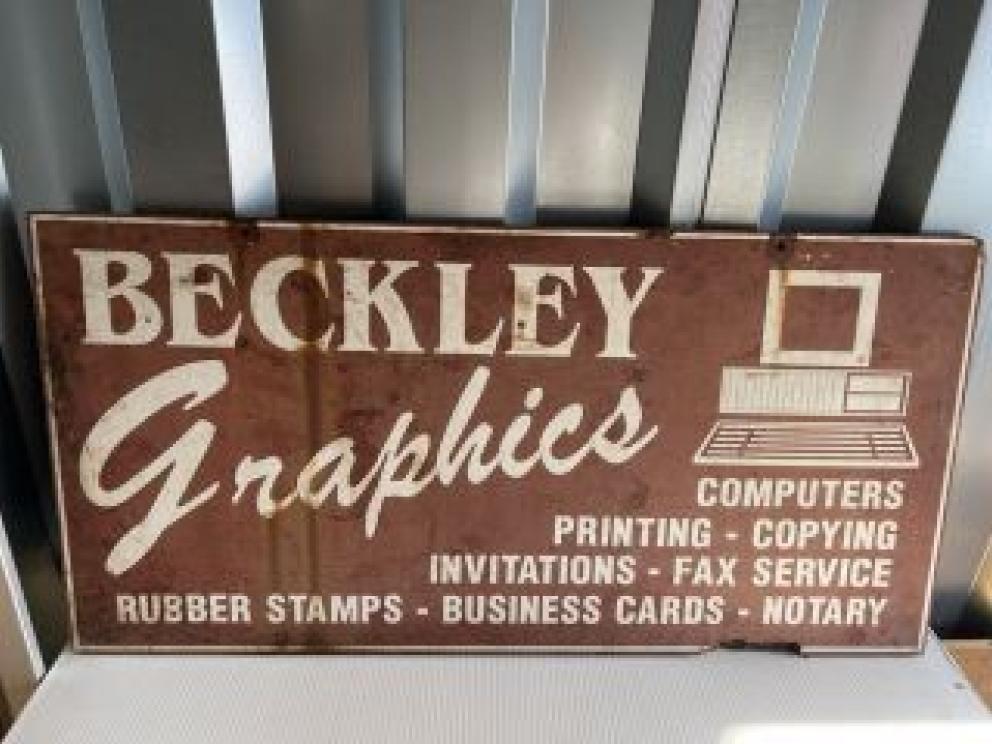 BECKLEY
Graphics
COMPUTERS
PRINTING - COPYING
INVITATIONS - FAX SERVICE
RUBBER STAMPS - BUSINESS CARDS - NOTARY